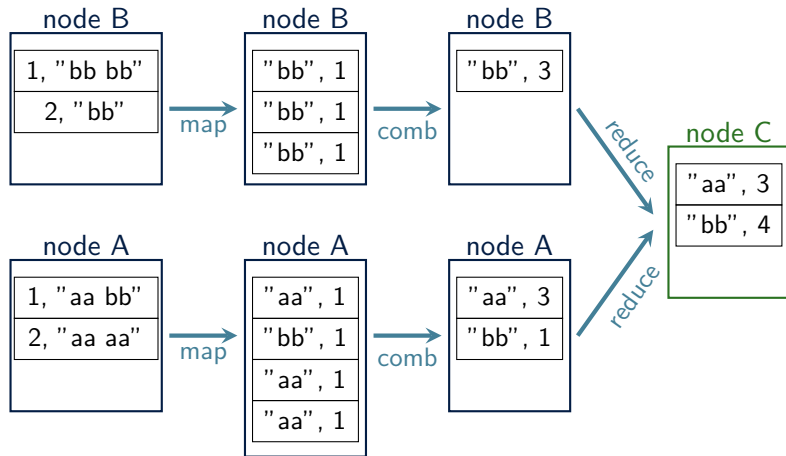 node B
1, "bb bb"
2, "bb"
map
node B
"bb", 1
"bb", 1
"bb", 1
comb
node B
"bb", 3
reduce
node A
1, "aa bb"
2, "aa aa"
map
node A
"aa", 1
"bb", 1
"aa", 1
"aa", 1
comb
node A
"aa", 3
"bb", 1
reduce
node C
"aa", 3
"bb", 4